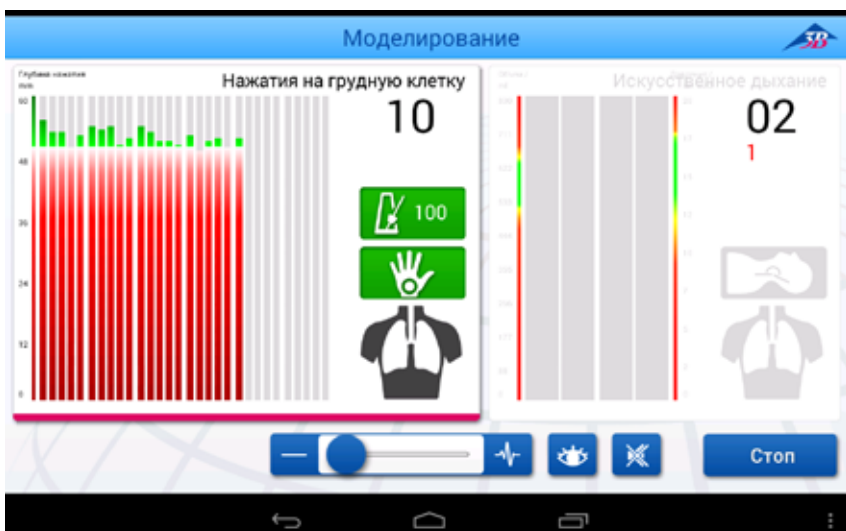 Моделирование
3B
Глубина нажатия
mm
Нажатия на грудную клетку
10
60
48
36
24
12
0
100
Искусственное дыхание
02
1
Стоп